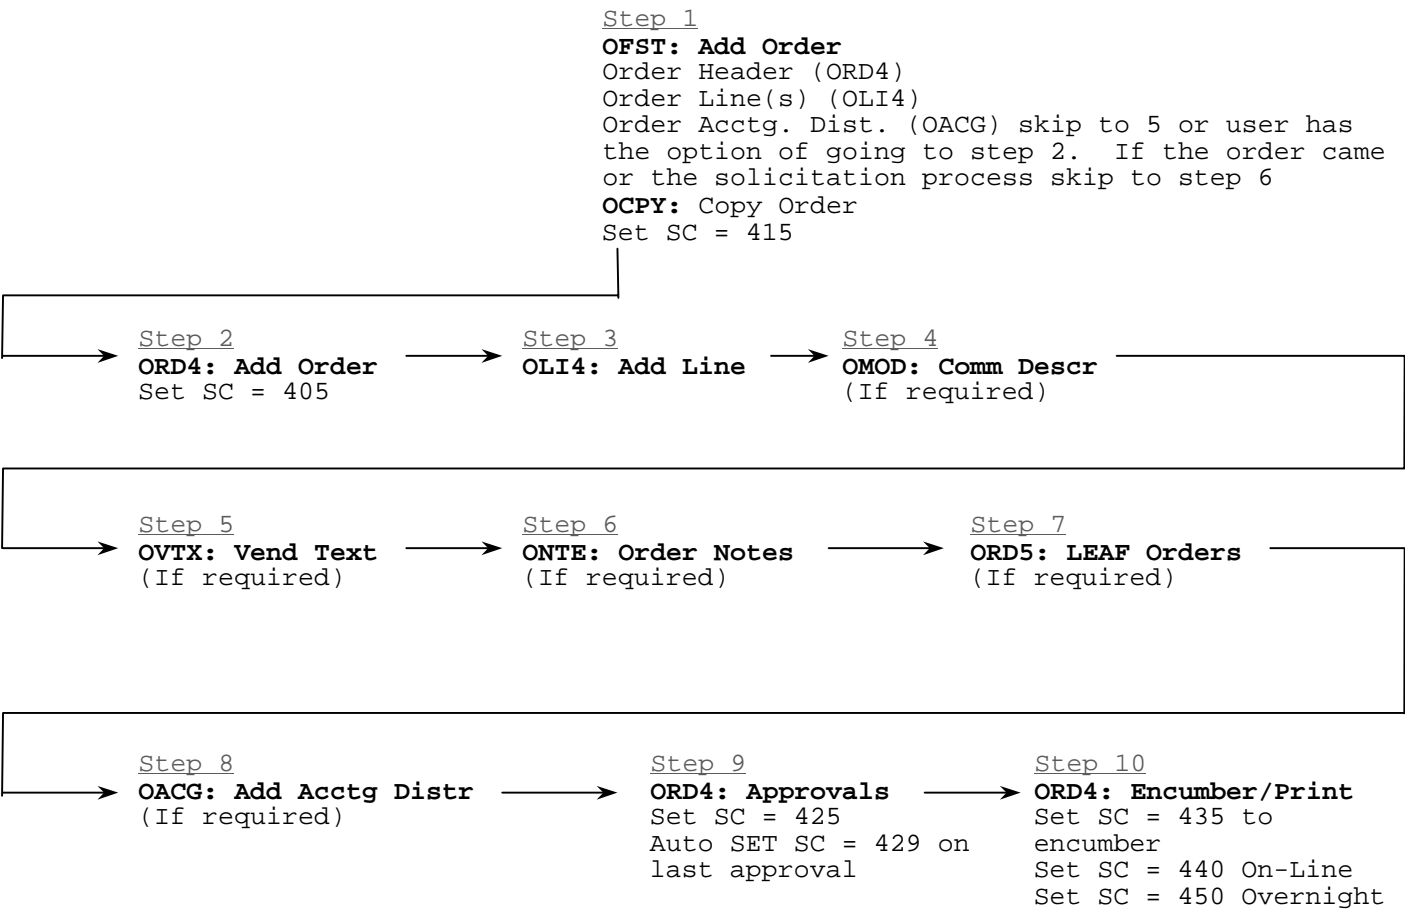 Step 1
OFST: Add Order
Order Header (ORD4)
Order Line(s) (OLI4)
Order Acctg. Dist. (OACG) skip to 5 or user has
the option of going to step 2.  If the order came
or the solicitation process skip to step 6
OCPY: Copy Order
Set SC = 415
Step 2
ORD4: Add Order
Set SC = 405
Step 3
OLI4: Add Line
Step 4
OMOD: Comm Descr
(If required)
Step 5
OVTX: Vend Text
(If required)
Step 6
ONTE: Order Notes
(If required)
Step 7
ORD5: LEAF Orders
(If required)
Step 8
OACG: Add Acctg Distr
(If required)
Step 9
ORD4: Approvals
Set SC = 425
Auto SET SC = 429 on
last approval
Step 10
ORD4: Encumber/Print
Set SC = 435 to
encumber
Set SC = 440 On-Line
Set SC = 450 Overnight